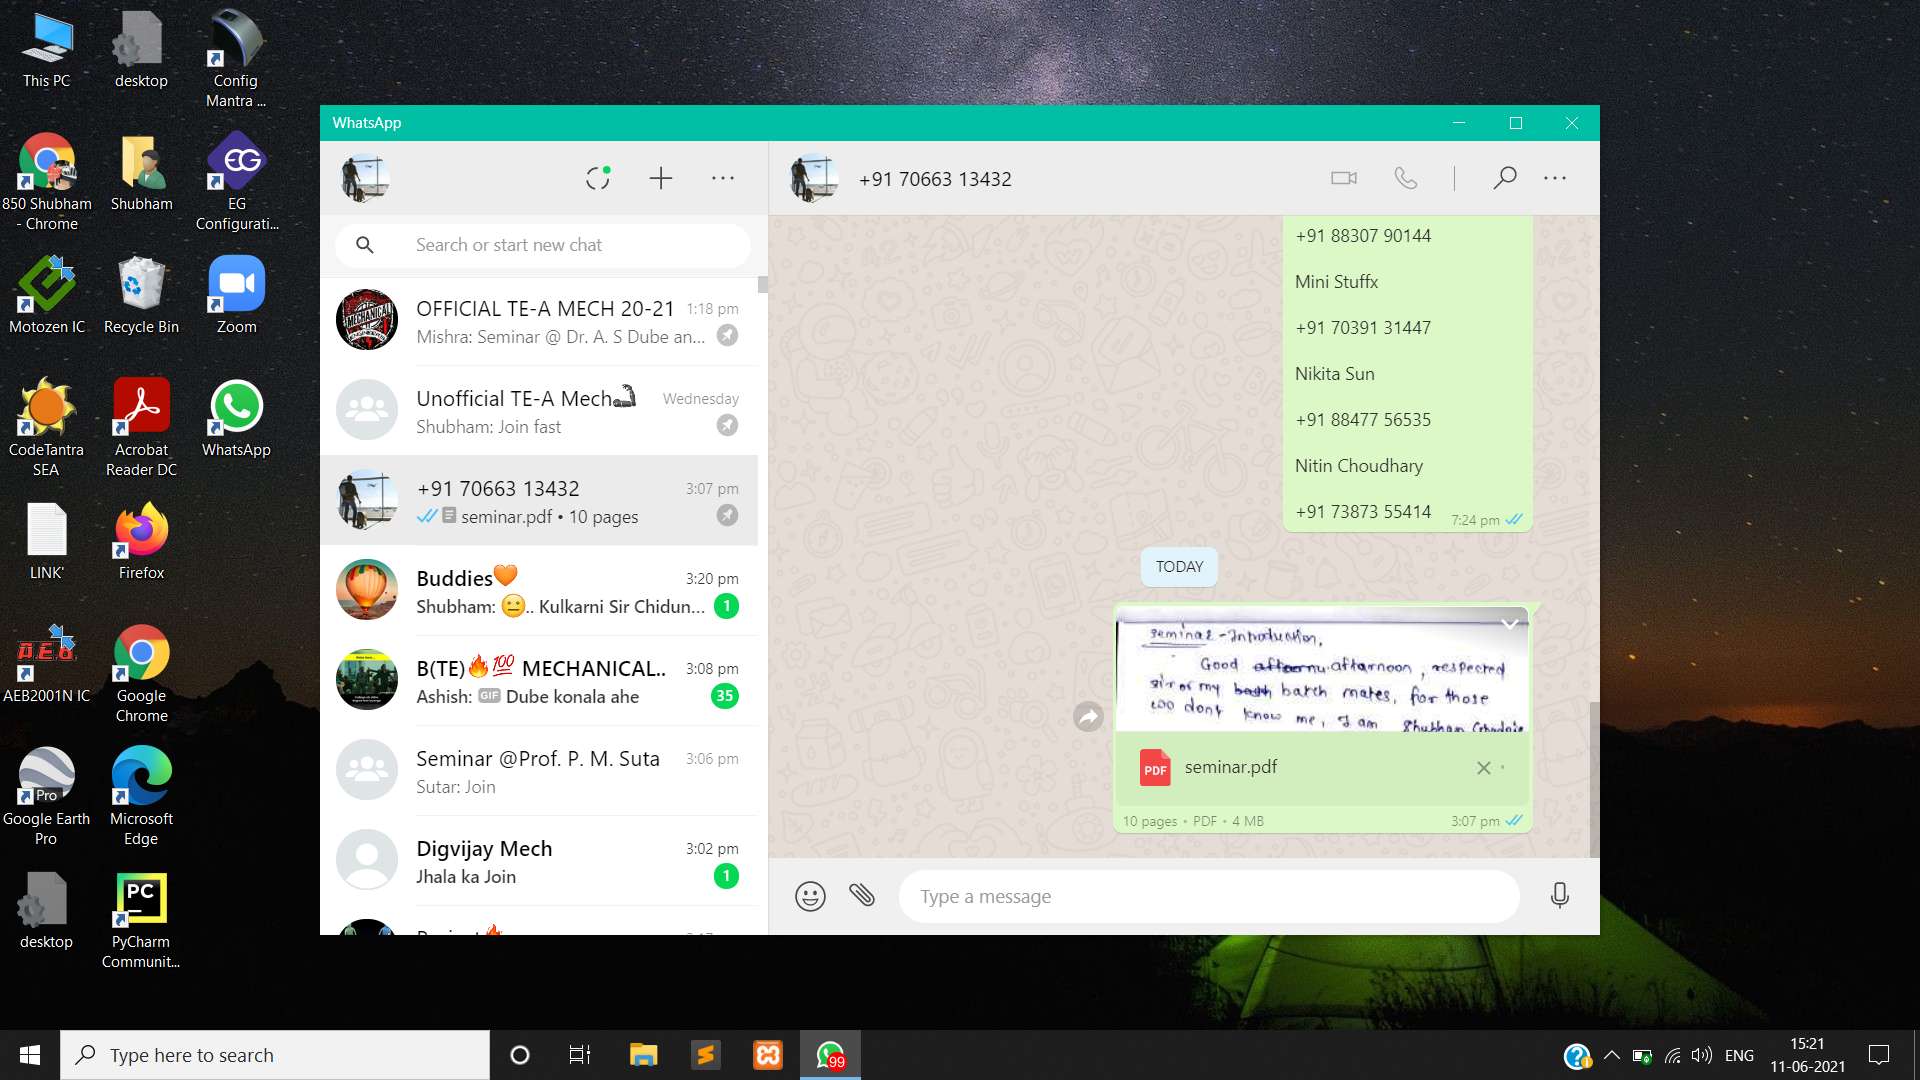 This PC
desktop
Config
Mantra ...
850 Shubham
- Chrome
Shubham
EG
EG
Configurati...
Motozen IC
Recycle Bin
Zoom
CodeTantra
SEA
Acrobat
Reader DC
WhatsApp
LINK'
Firefox
AEB
AEB2001N IC
Google
Chrome
Pro
Google Earth
Pro
Microsoft
Edge
desktop
PC
PyCharm
Communit...
WhatsApp
Search or start new chat
MECHANICAL
OFFICIAL TE-A MECH 20-21
1:18 pm
Mishra: Seminar @ Dr. A. S Dube an...
Unofficial TE-A Mech
Wednesday
Shubham: Join fast
+91 70663 13432
3:07 pm
seminar.pdf • 10 pages
Buddies🧡
3:20 pm
Shubham: 😐.. Kulkarni Sir Chidun...
1
B(TE)🔥💯 MECHANICAL..
3:08 pm
Ashish: GIF Dube konala ahe
35
Seminar @Prof. P. M. Suta
3:06 pm
Sutar: Join
Digvijay Mech
3:02 pm
Jhala ka Join
1
+91 70663 13432
+91 88307 90144
Mini Stuffx
+91 70391 31447
Nikita Sun
+91 88477 56535
Nitin Choudhary
+91 73873 55414
7:24 pm
TODAY
seminar - Introduction,
Good afternoon, respected
sir or my batch mates, for those
who dont know me, I am Shubham
PDF
seminar.pdf
10 pages • PDF • 4 MB
3:07 pm
Type a message
Type here to search
99
ENG
15:21
11-06-2021